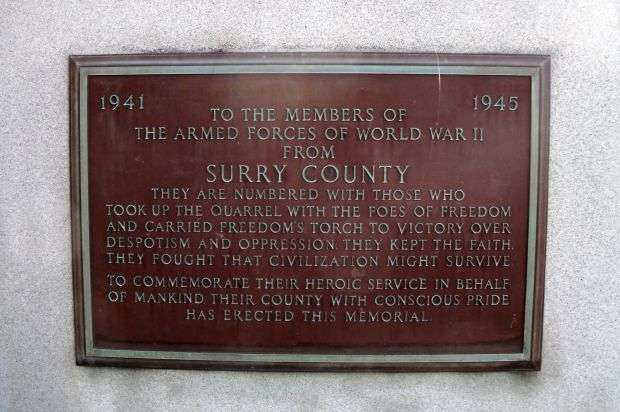 1941 1945
TO THE MEMBERS OF
THE ARMED FORCES OF WORLD WAR II
FROM
SURRY COUNTY
THEY ARE NUMBERED WITH THOSE WHO
TOOK UP THE QUARREL WITH THE FOES OF FREEDOM
AND CARRIED FREEDOM'S TORCH TO VICTORY OVER
DESPOTISM AND OPPRESSION. THEY KEPT THE FAITH.
THEY FOUGHT THAT CIVILIZATION MIGHT SURVIVE
TO COMMEMORATE THEIR HEROIC SERVICE IN BEHALF
OF MANKIND THEIR COUNTY WITH CONSCIOUS PRIDE
HAS ERECTED THIS MEMORIAL.